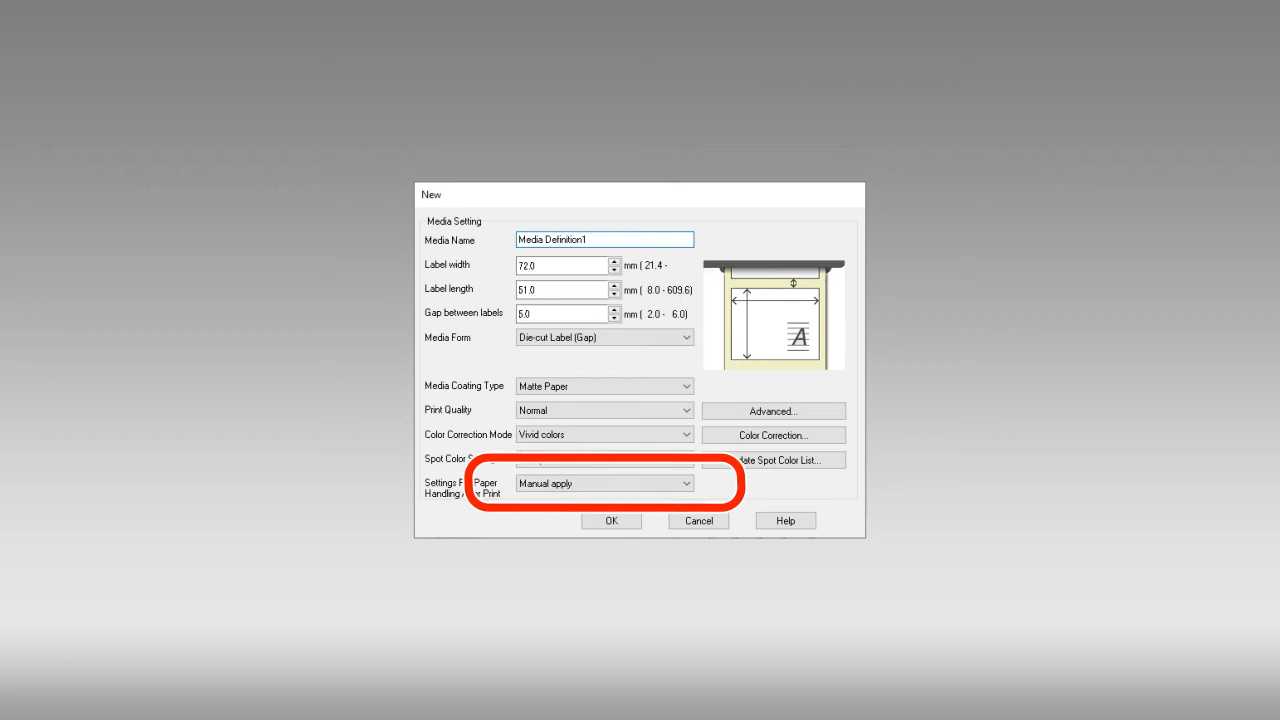 New
Media Setting
Media Name Media Definition1
Label width 72.0 mm ( 21.4 -
Label length 51.0 mm ( 8.0 - 609.6)
Gap between labels 5.0 mm ( 2.0 - 6.0)
Media Form Die-cut Label (Gap)
A
Media Coating Type Matte Paper
Print Quality Normal Advanced...
Color Correction Mode Vivid colors Color Correction...
Spot Color Spot Color List...
Settings Paper Manual apply
Handling Print
OK Cancel Help